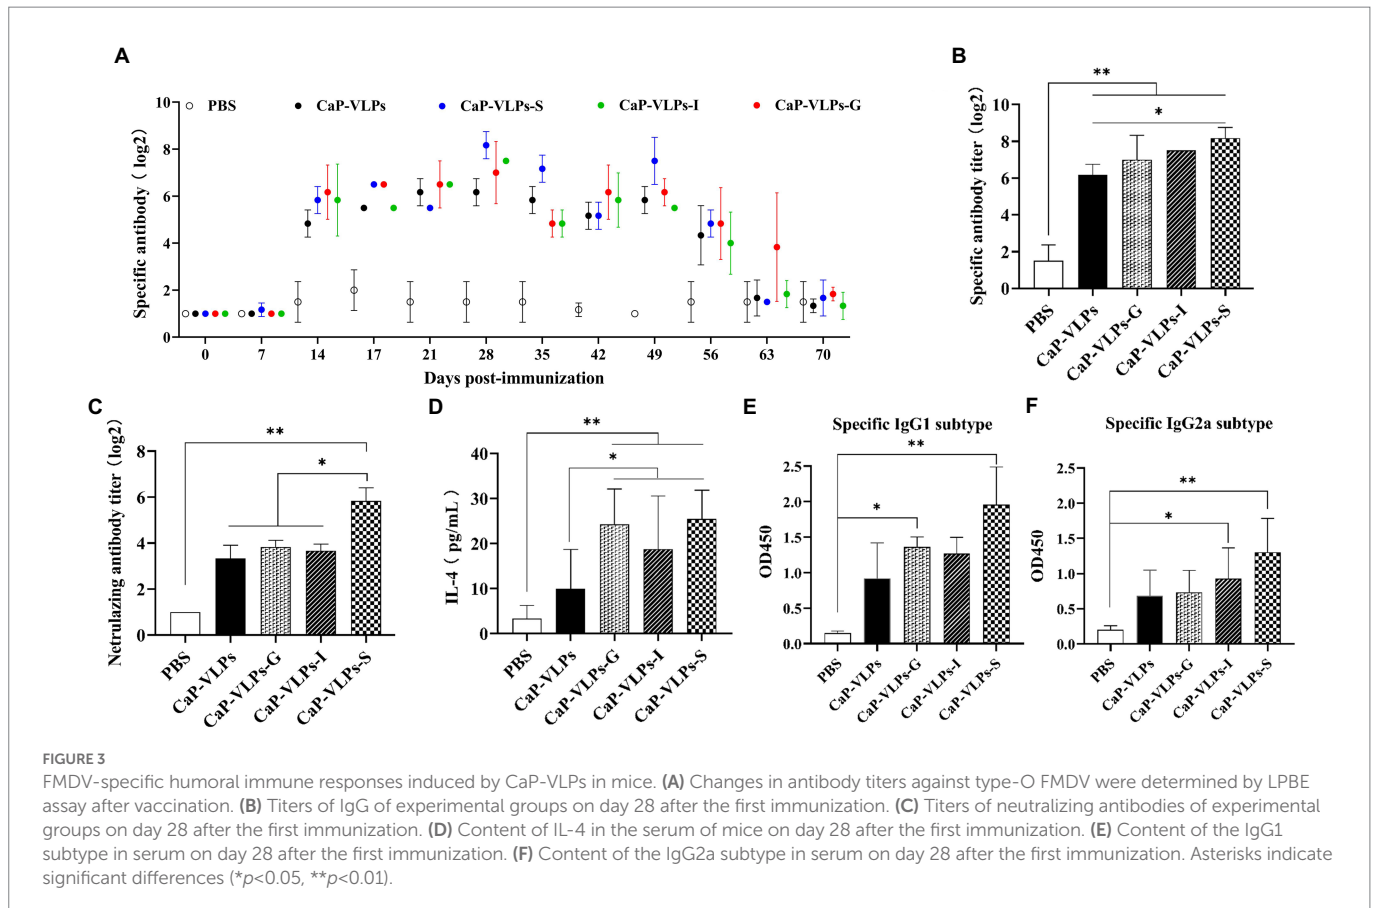 A
PBS CaP-VLPs CaP-VLPs-S CaP-VLPs-I CaP-VLPs-G
Specific antibody ( log2)
10
8
6
4
2
0
0 7 14 17 21 28 35 42 49 56 63 70
Days post-immunization
B
** 
*
Specific antibody titer (log2)
10
8
6
4
2
0
PBS
CaP-VLPs
CaP-VLPs-G
CaP-VLPs-I
CaP-VLPs-S
C
**
*
Netrulazing antibody titer (log2)
8
6
4
2
0
PBS
CaP-VLPs
CaP-VLPs-G
CaP-VLPs-I
CaP-VLPs-S
D
**
*
IL-4 ( pg/mL)
40
30
20
10
0
PBS
CaP-VLPs
CaP-VLPs-G
CaP-VLPs-I
CaP-VLPs-S
E
Specific IgG1 subtype
**
*
OD450
2.5
2.0
1.5
1.0
0.5
0.0
PBS
CaP-VLPs
CaP-VLPs-G
CaP-VLPs-I
CaP-VLPs-S
F
Specific IgG2a subtype
**
*
OD450
2.5
2.0
1.5
1.0
0.5
0.0
PBS
CaP-VLPs
CaP-VLPs-G
CaP-VLPs-I
CaP-VLPs-S
FIGURE 3
FMDV-specific humoral immune responses induced by CaP-VLPs in mice. (A) Changes in antibody titers against type-O FMDV were determined by LPBE
assay after vaccination. (B) Titers of IgG of experimental groups on day 28 after the first immunization. (C) Titers of neutralizing antibodies of experimental
groups on day 28 after the first immunization. (D) Content of IL-4 in the serum of mice on day 28 after the first immunization. (E) Content of the IgG1
subtype in serum on day 28 after the first immunization. (F) Content of the IgG2a subtype in serum on day 28 after the first immunization. Asterisks indicate
significant differences (*p<0.05, **p<0.01).